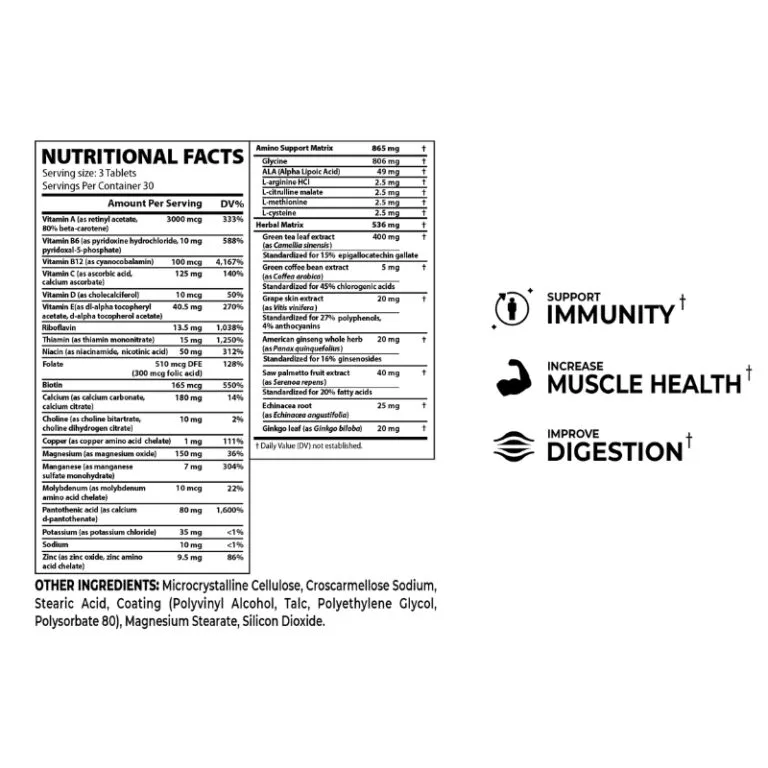 NUTRITIONAL FACTS
Serving size: 3 Tablets
Servings Per Container 30
Amount Per Serving DV%
Vitamin A (as retinyl acetate, 3000 mcg 333%
80% beta-carotene)
Vitamin B6 (as pyridoxine hydrochloride, 10 mg 588%
pyridoxal-5-phosphate)
Vitamin B12 (as cyanocobalamin) 100 mcg 4,167%
Vitamin C (as ascorbic acid, 125 mg 140%
calcium ascorbate)
Vitamin D (as cholecalciferol) 10 mcg 50%
Vitamin E(as dl-alpha tocopheryl 40.5 mg 270%
acetate, d-alpha tocopherol acetate)
Riboflavin 13.5 mg 1,038%
Thiamin (as thiamin mononitrate) 15 mg 1,250%
Niacin (as niacinamide, nicotinic acid) 50 mg 312%
Folate 510 mcg DFE 128%
(300 mcg folic acid)
Biotin 165 mcg 550%
Calcium (as calcium carbonate, 180 mg 14%
calcium citrate)
Choline (as choline bitartrate, 10 mg 2%
choline dihydrogen citrate)
Copper (as copper amino acid chelate) 1 mg 111%
Magnesium (as magnesium oxide) 150 mg 36%
Manganese (as manganese 7 mg 304%
sulfate monohydrate)
Molybdenum (as molybdenum 10 mcg 22%
amino acid chelate)
Pantothenic acid (as calcium 80 mg 1,600%
d-pantothenate)
Potassium (as potassium chloride) 35 mg <1%
Sodium 10 mg <1%
Zinc (as zinc oxide, zinc amino 9.5 mg 86%
acid chelate)
Amino Support Matrix 865 mg †
Glycine 806 mg †
ALA (Alpha Lipoic Acid) 49 mg †
L-arginine HCl 2.5 mg †
L-citrulline malate 2.5 mg †
L-methionine 2.5 mg †
L-cysteine 2.5 mg †
Herbal Matrix 536 mg †
Green tea leaf extract 400 mg †
(as Camellia sinensis)
Standardized for 15% epigallocatechin gallate
Green coffee bean extract 5 mg †
(as Coffea arabica)
Standardized for 45% chlorogenic acids
Grape skin extract 20 mg †
(as Vitis vinifera)
Standardized for 27% polyphenols,
4% anthocyanins
American ginseng whole herb 20 mg †
(as Panax quinquefolius)
Standardized for 16% ginsenosides
Saw palmetto fruit extract 40 mg †
(as Serenoa repens)
Standardized for 20% fatty acids
Echinacea root 25 mg †
(as Echinacea angustifolia)
Ginkgo leaf (as Ginkgo biloba) 20 mg †
† Daily Value (DV) not established.
OTHER INGREDIENTS: Microcrystalline Cellulose, Croscarmellose Sodium,
Stearic Acid, Coating (Polyvinyl Alcohol, Talc, Polyethylene Glycol,
Polysorbate 80), Magnesium Stearate, Silicon Dioxide.
SUPPORT
IMMUNITY†
INCREASE
MUSCLE HEALTH†
IMPROVE
DIGESTION†